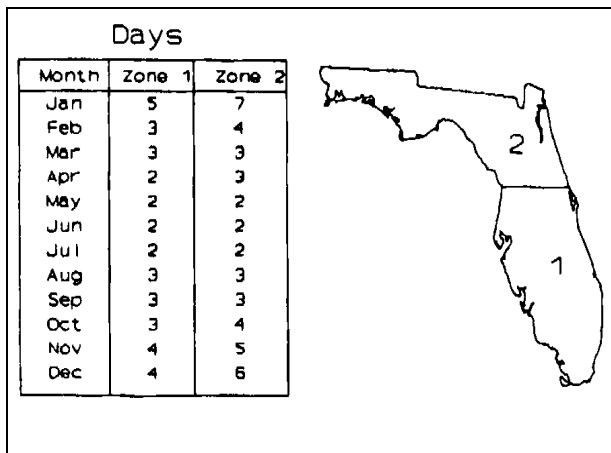 Days
Month Zone 1 Zone 2
Jan 5 7
Feb 3 4
Mar 3 3
Apr 2 3
May 2 2
Jun 2 2
Jul 2 2
Aug 3 3
Sep 3 3
Oct 3 4
Nov 4 5
Dec 4 6
2
1